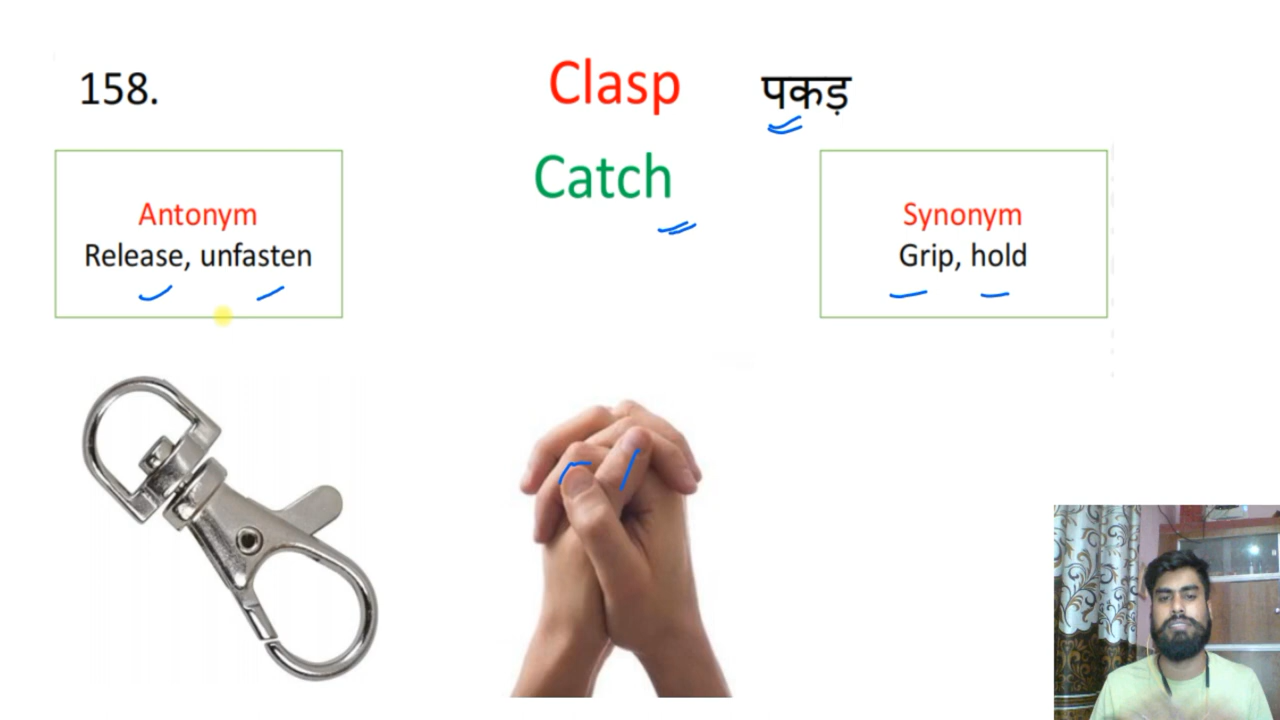 158.
Clasp पकड़
Catch
Antonym
Release, unfasten
Synonym
Grip, hold